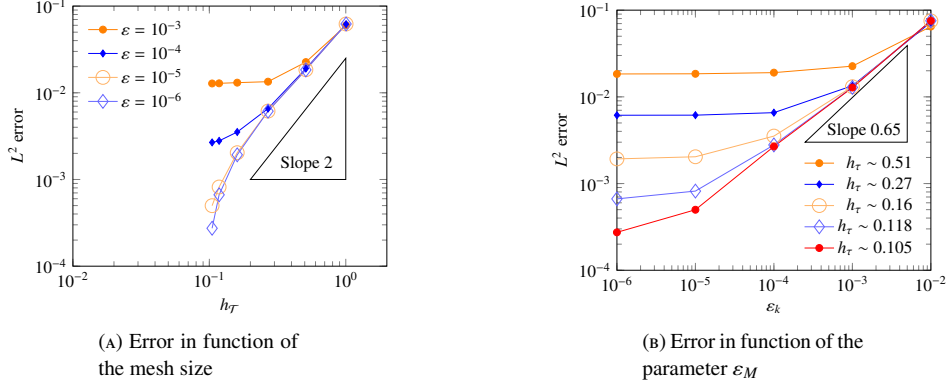 10⁻¹
10⁻²
10⁻³
10⁻⁴
L² error
10⁻²
10⁻¹
10⁰
h_𝒯
ε = 10⁻³
ε = 10⁻⁴
ε = 10⁻⁵
ε = 10⁻⁶
Slope 2
(A) Error in function of
the mesh size
10⁻¹
10⁻²
10⁻³
10⁻⁴
L² error
10⁻⁶
10⁻⁵
10⁻⁴
10⁻³
10⁻²
ε_k
Slope 0.65
h_τ ∼ 0.51
h_τ ∼ 0.27
h_τ ∼ 0.16
h_τ ∼ 0.118
h_τ ∼ 0.105
(B) Error in function of the
parameter ε_M